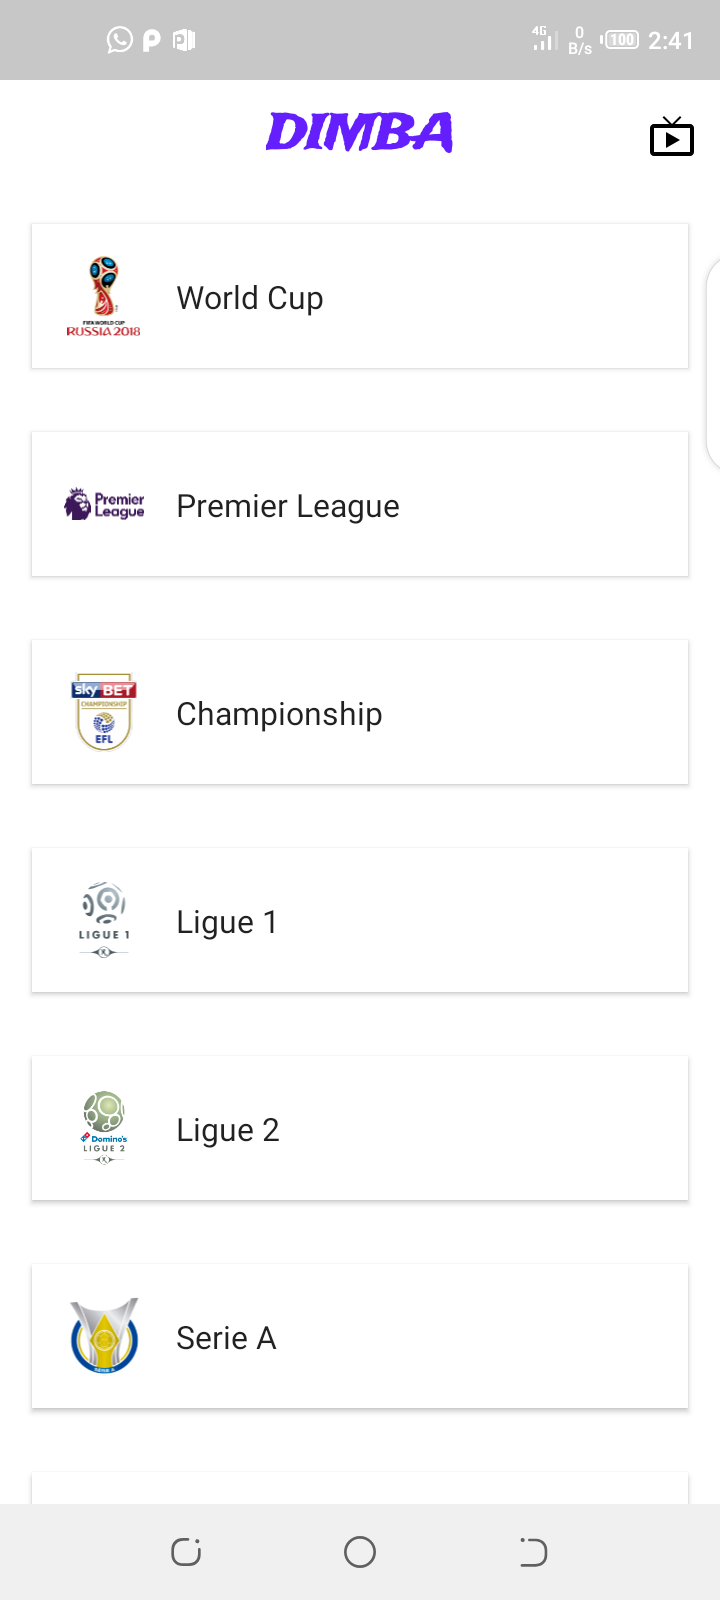 4G
0
B/s
100
2:41
DIMBA
FIFA WORLD CUP
RUSSIA 2018
World Cup
Premier
League
Premier League
sky BET
CHAMPIONSHIP
EFL
Championship
LIGUE 1
Ligue 1
Domino's
LIGUE 2
Ligue 2
SÉRIE A
Serie A